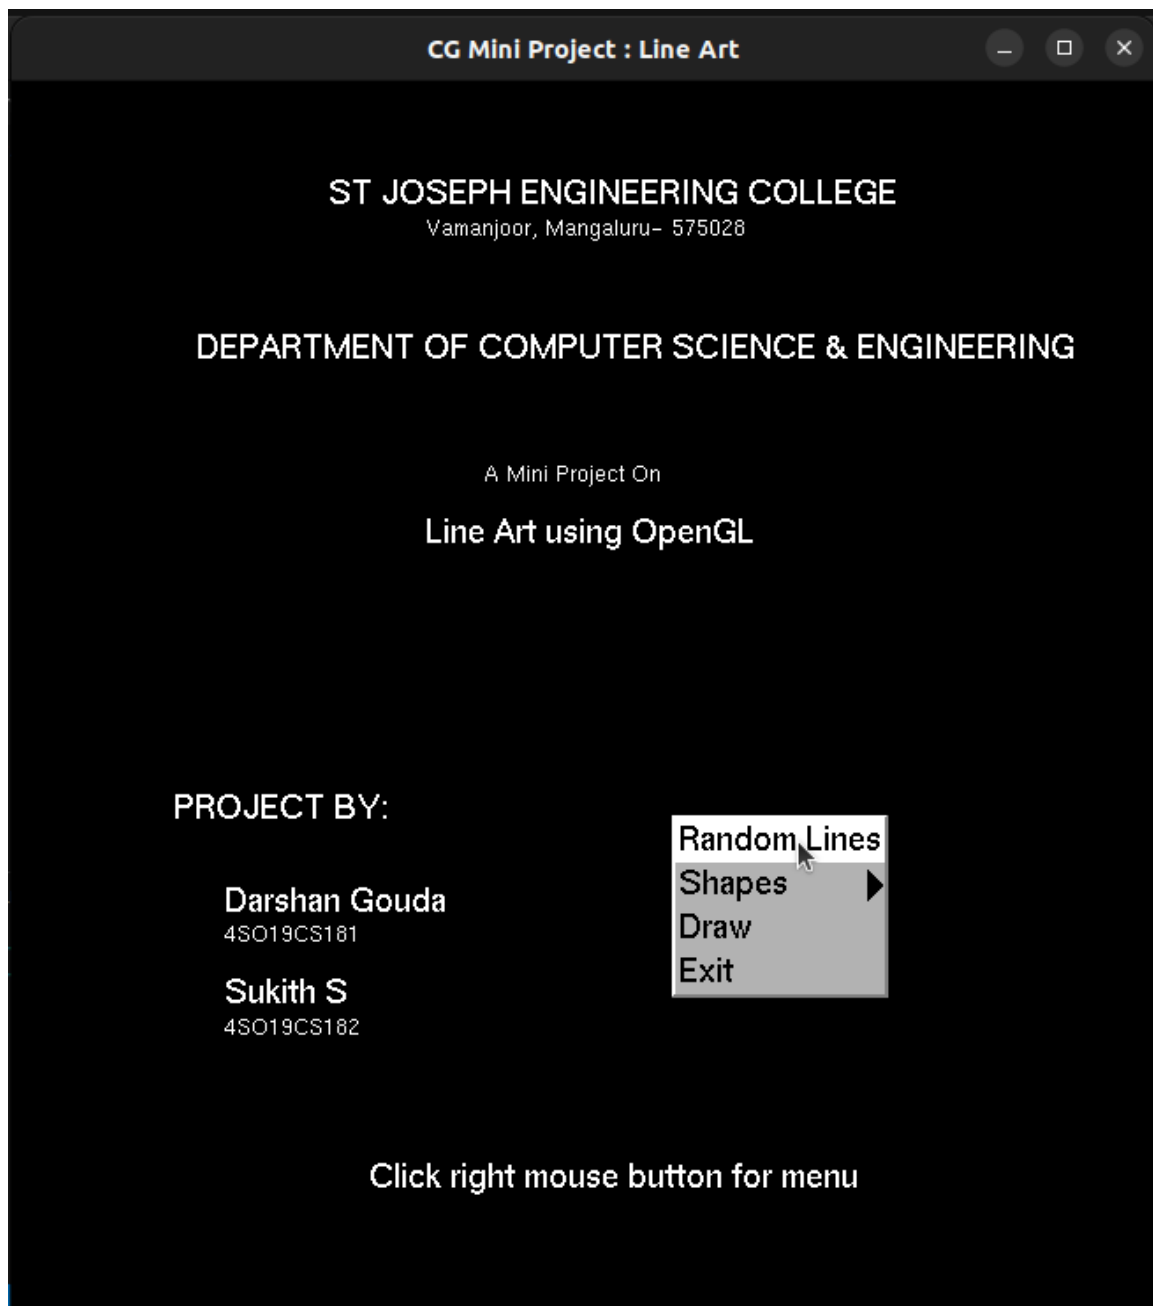 CG Mini Project : Line Art
ST JOSEPH ENGINEERING COLLEGE
Vamanjoor, Mangaluru- 575028
DEPARTMENT OF COMPUTER SCIENCE & ENGINEERING
A Mini Project On
Line Art using OpenGL
PROJECT BY:
Darshan Gouda
4SO19CS181
Sukith S
4SO19CS182
Random Lines
Shapes
Draw
Exit
Click right mouse button for menu